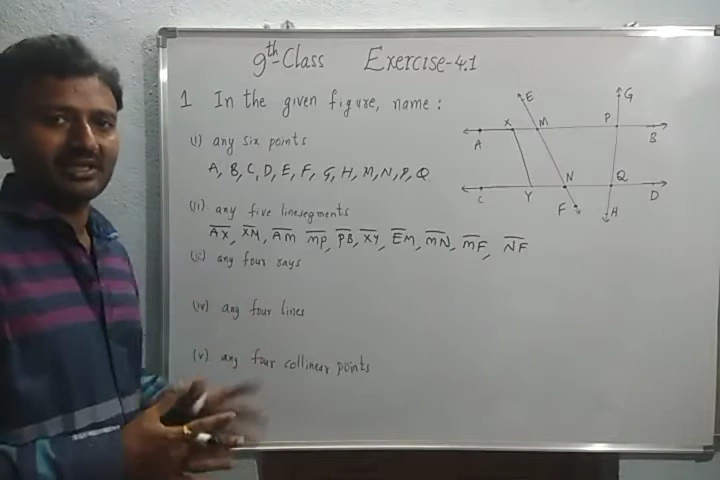 9th Class Exercise-4.1
1 In the given figure, name :
(i) any six points
A, B, C, D, E, F, G, H, M, N, P, Q
(ii) any five linesegments
AX, XM, AM MP, PB, XY, EM, MN, MF, NF
(iii) any four rays
(iv) any four lines
(v) any four collinear points
E
G
X M P
A B
N Q
C Y D
F H